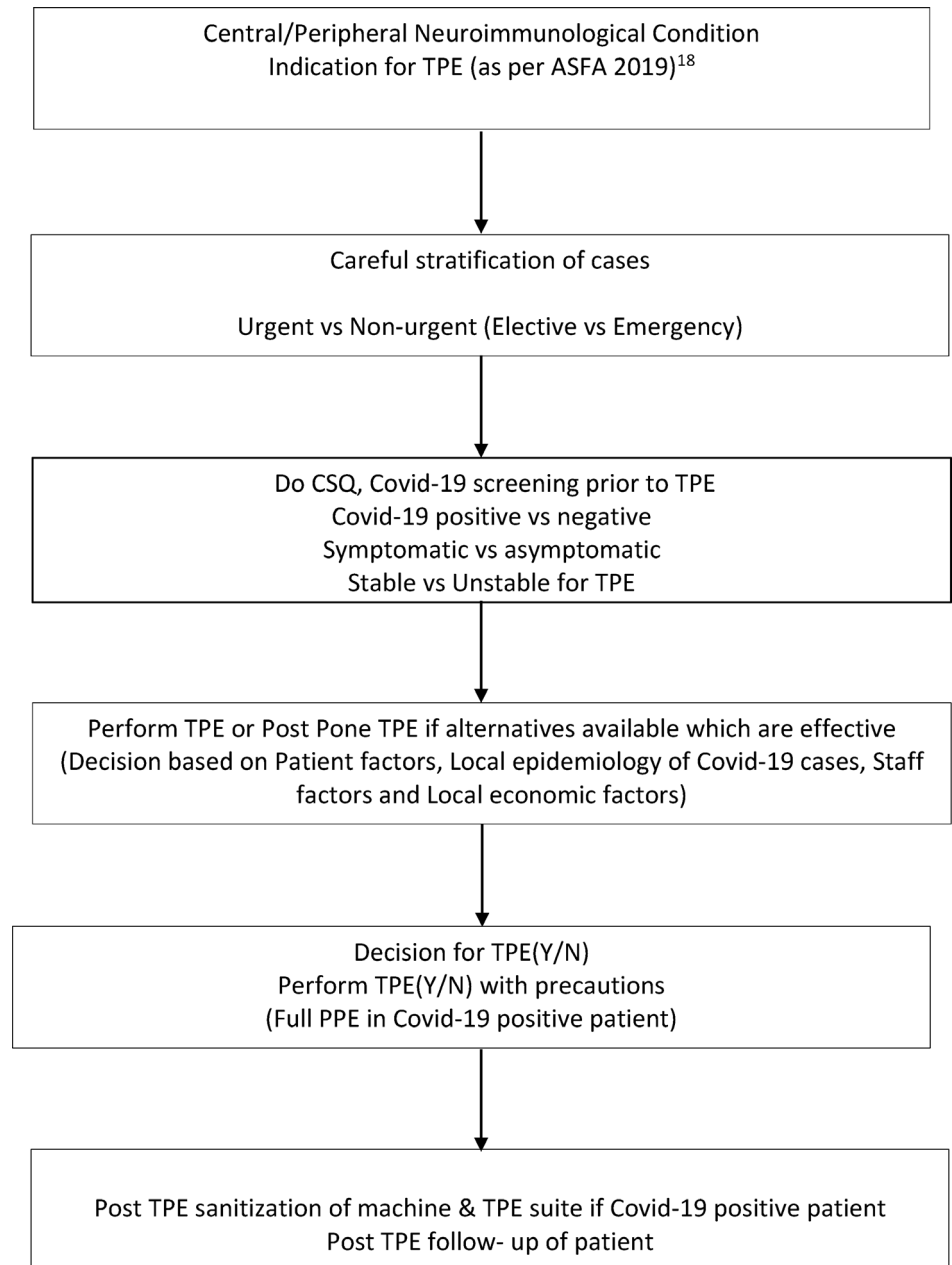 Central/Peripheral Neuroimmunological Condition
Indication for TPE (as per ASFA 2019)18
Careful stratification of cases
Urgent vs Non-urgent (Elective vs Emergency)
Do CSQ, Covid-19 screening prior to TPE
Covid-19 positive vs negative
Symptomatic vs asymptomatic
Stable vs Unstable for TPE
Perform TPE or Post Pone TPE if alternatives available which are effective
(Decision based on Patient factors, Local epidemiology of Covid-19 cases, Staff
factors and Local economic factors)
Decision for TPE(Y/N)
Perform TPE(Y/N) with precautions
(Full PPE in Covid-19 positive patient)
Post TPE sanitization of machine & TPE suite if Covid-19 positive patient
Post TPE follow- up of patient